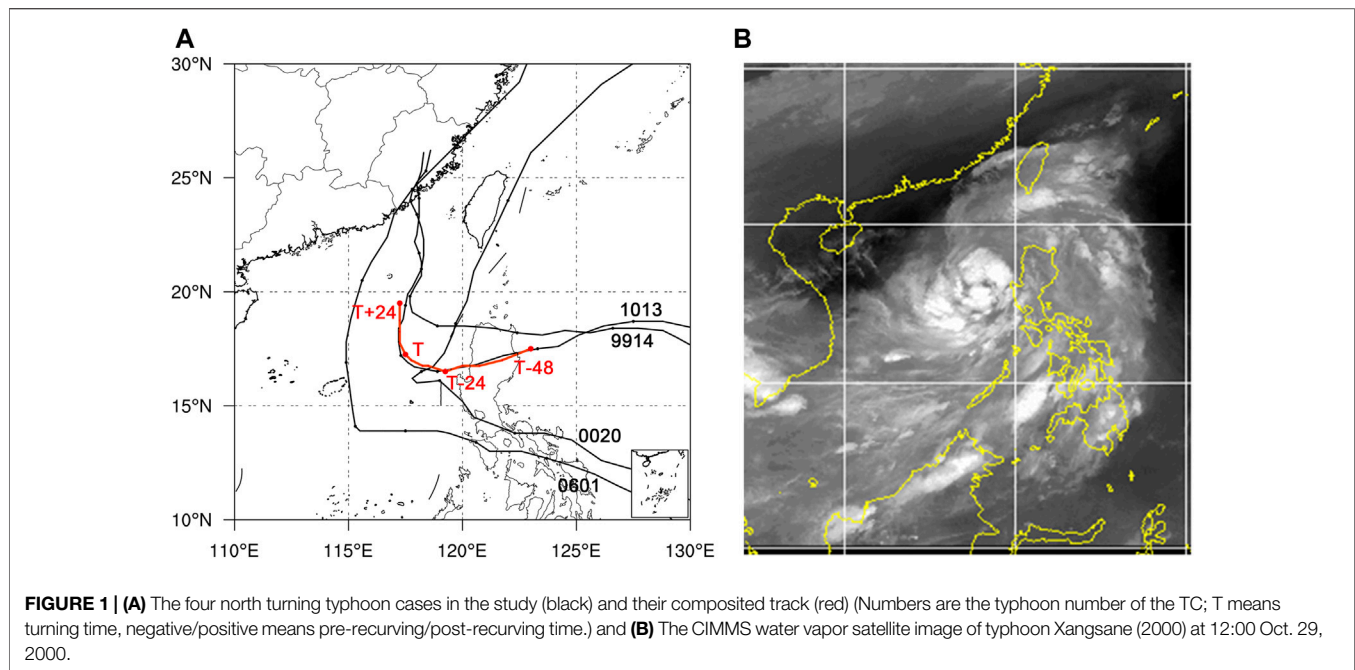 A
B
30°N
25°N
20°N
15°N
10°N
110°E 115°E 120°E 125°E 130°E
T+24
T
T-24
T-48
1013
9914
0020
0601
FIGURE 1 | (A) The four north turning typhoon cases in the study (black) and their composited track (red) (Numbers are the typhoon number of the TC; T means
turning time, negative/positive means pre-recurving/post-recurving time.) and (B) The CIMMS water vapor satellite image of typhoon Xangsane (2000) at 12:00 Oct. 29,
2000.